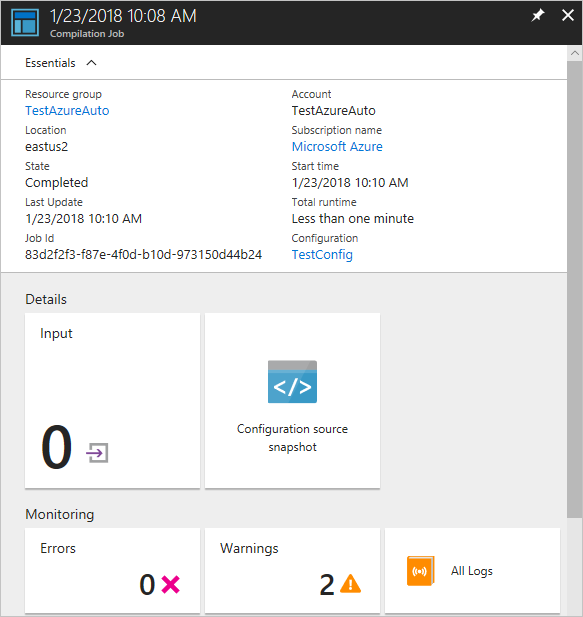 1/23/2018 10:08 AM
Compilation Job
Essentials
Resource group
TestAzureAuto
Account
TestAzureAuto
Location
eastus2
Subscription name
Microsoft Azure
State
Completed
Start time
1/23/2018 10:10 AM
Last Update
1/23/2018 10:10 AM
Total runtime
Less than one minute
Job Id
83d2f2f3-f87e-4f0d-b10d-973150d44b24
Configuration
TestConfig
Details
Input
0
</>
Configuration source
snapshot
Monitoring
Errors
0
Warnings
2
All Logs